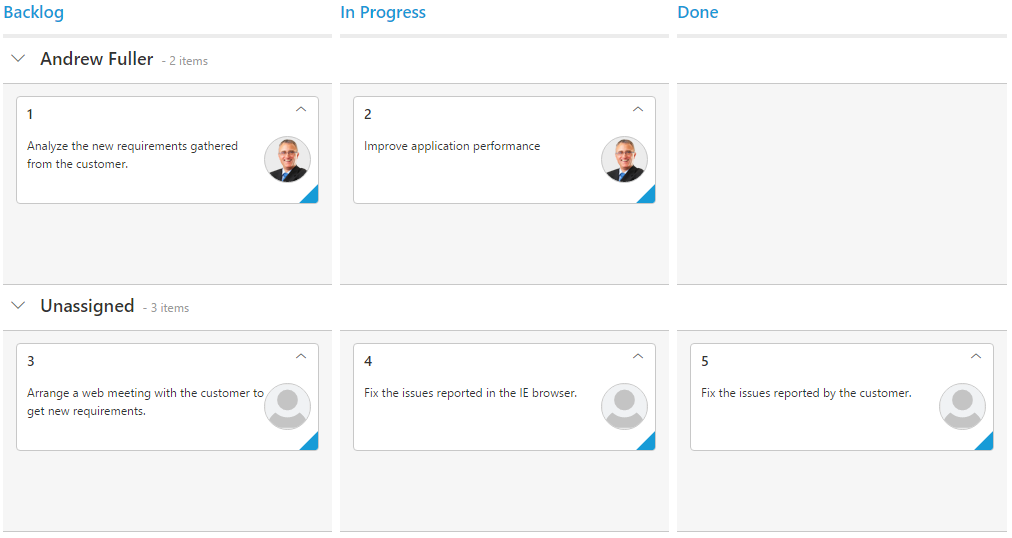 Backlog
In Progress
Done
Andrew Fuller - 2 items
1
Analyze the new requirements gathered
from the customer.
2
Improve application performance
Unassigned - 3 items
3
Arrange a web meeting with the customer to
get new requirements.
4
Fix the issues reported in the IE browser.
5
Fix the issues reported by the customer.